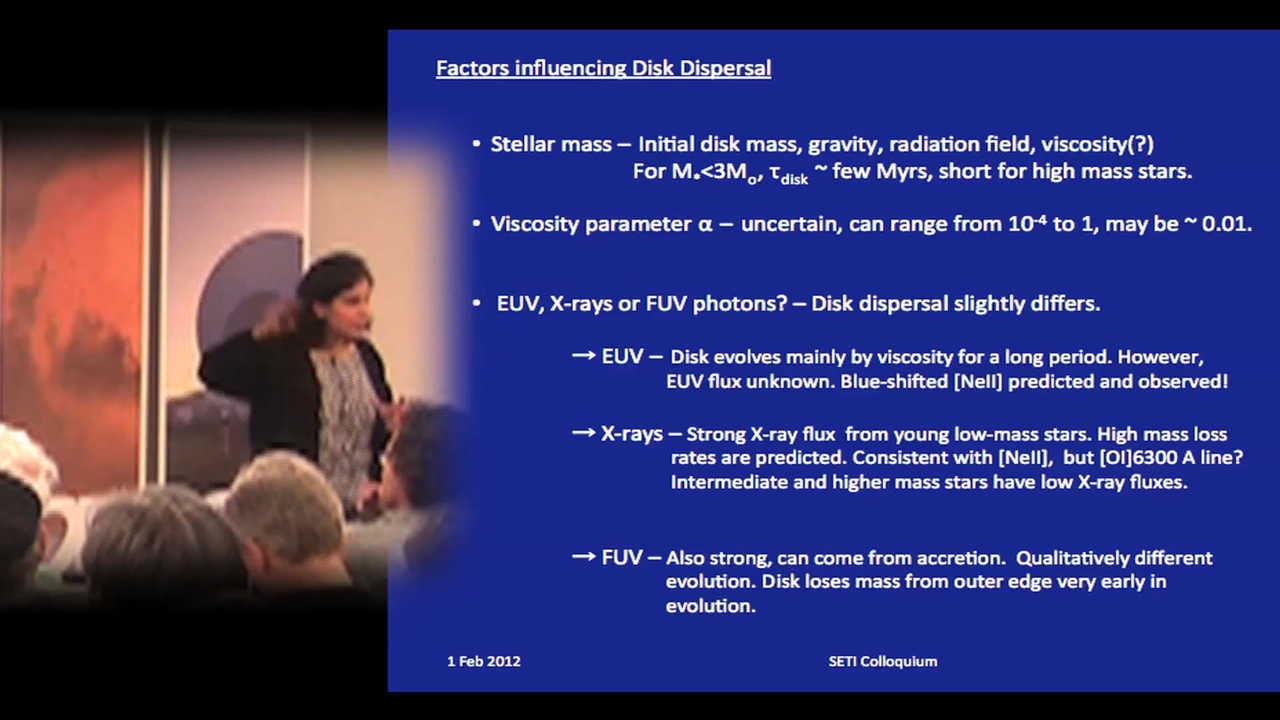 Factors influencing Disk Dispersal
• Stellar mass – Initial disk mass, gravity, radiation field, viscosity(?)
For M⁎<3Mₒ, τdisk ~ few Myrs, short for high mass stars.
• Viscosity parameter α – uncertain, can range from 10⁻⁴ to 1, may be ~ 0.01.
• EUV, X-rays or FUV photons? – Disk dispersal slightly differs.
→ EUV – Disk evolves mainly by viscosity for a long period. However,
EUV flux unknown. Blue-shifted [NeII] predicted and observed!
→ X-rays – Strong X-ray flux from young low-mass stars. High mass loss
rates are predicted. Consistent with [NeII], but [OI]6300 A line?
Intermediate and higher mass stars have low X-ray fluxes.
→ FUV – Also strong, can come from accretion. Qualitatively different
evolution. Disk loses mass from outer edge very early in
evolution.
1 Feb 2012
SETI Colloquium